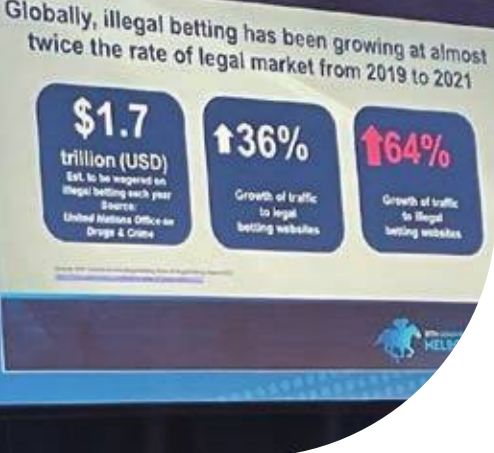 Globally, illegal betting has been growing at almost
twice the rate of legal market from 2019 to 2021
$1.7
trillion (USD)
Est. to be wagered on
illegal betting each year
Source:
United Nations Office on
Drugs & Crime
⬆36%
Growth of traffic
to legal
betting websites
⬆64%
Growth of traffic
to illegal
betting websites